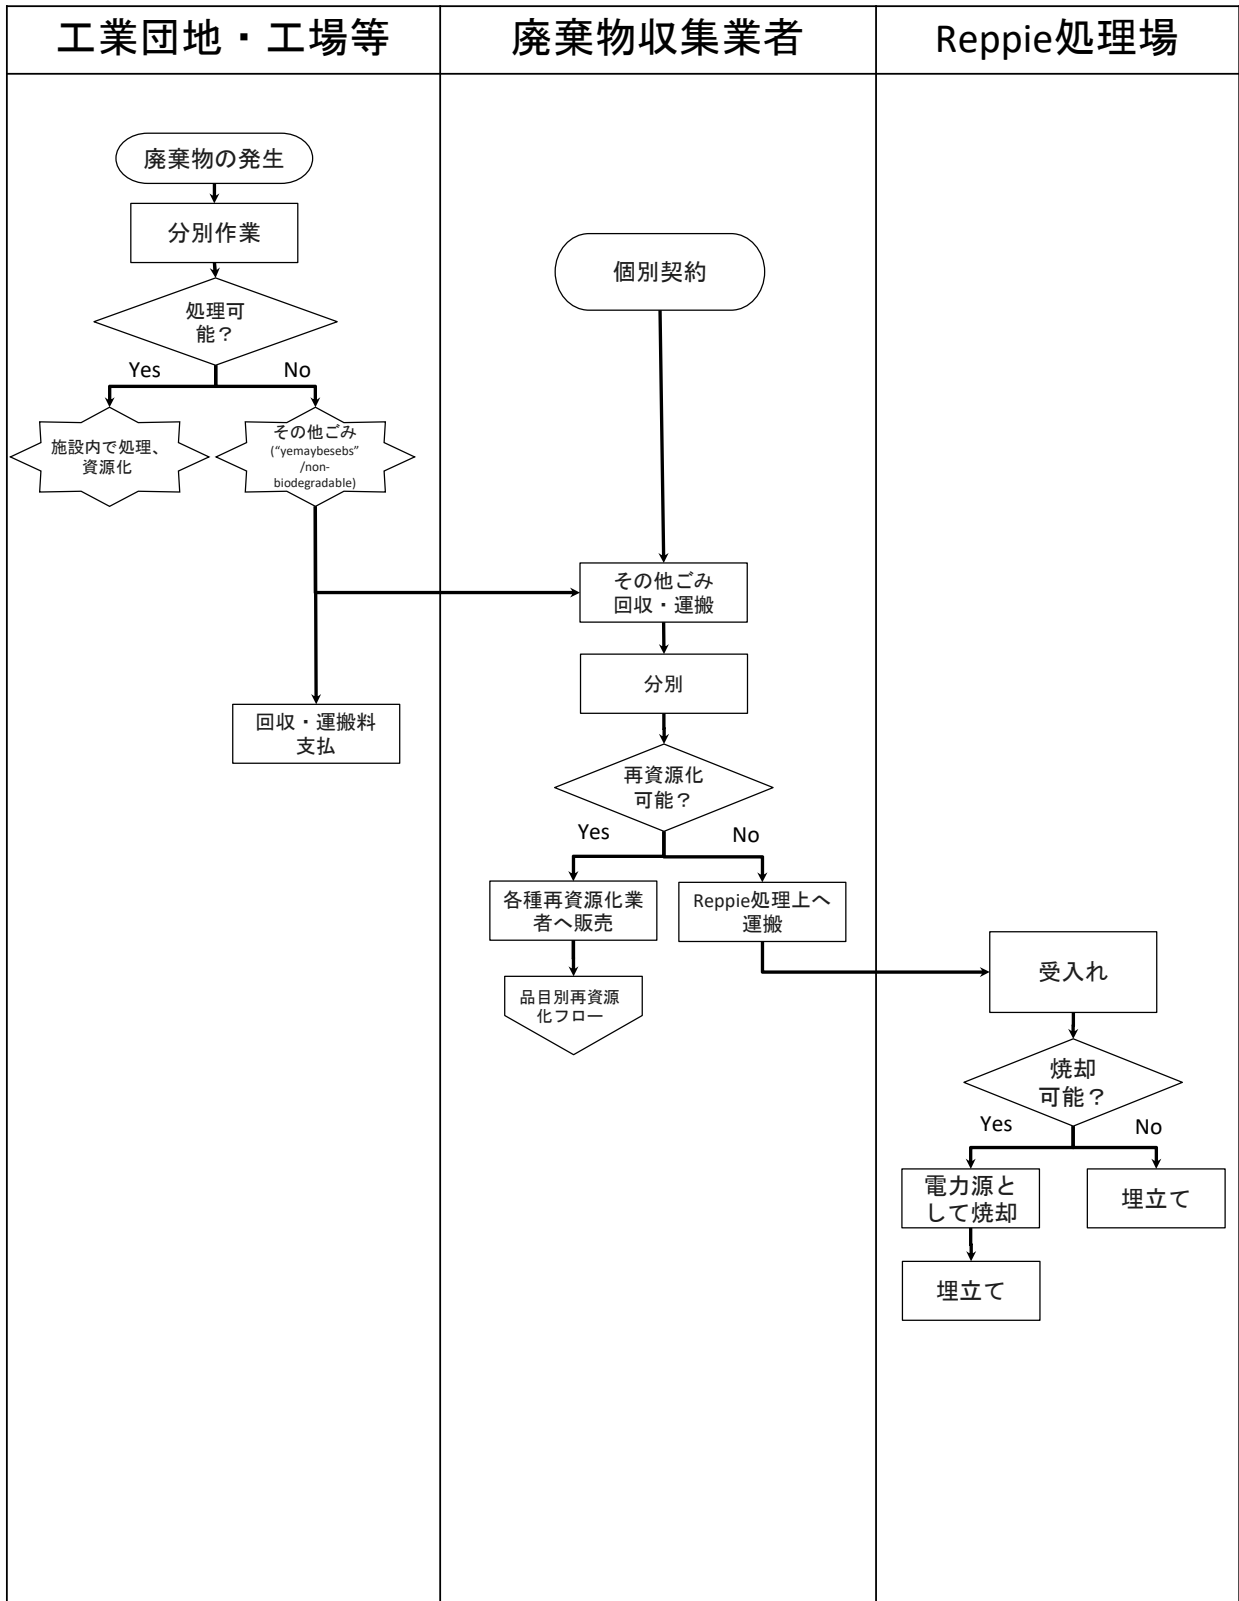 工業団地・工場等
廃棄物収集業者
Reppie処理場
廃棄物の発生
分別作業
処理可
能？
Yes
No
施設内で処理、
資源化
その他ごみ
(“yemaybesebs”
/non-
biodegradable)
回収・運搬料
支払
個別契約
その他ごみ
回収・運搬
分別
再資源化
可能？
Yes
No
各種再資源化業
者へ販売
Reppie処理上へ
運搬
品目別再資源
化フロー
受入れ
焼却
可能？
Yes
No
電力源と
して焼却
埋立て
埋立て